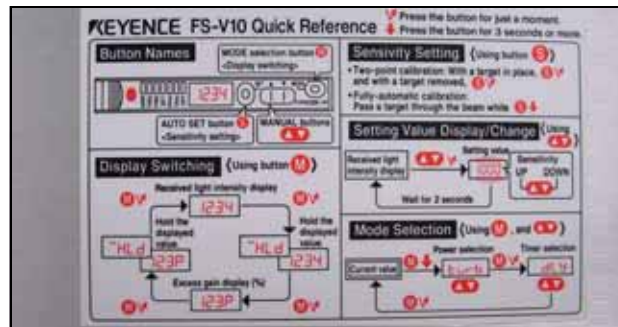 KEYENCE FS-V10 Quick Reference
Press the button for just a moment.
Press the button for 3 seconds or more.
Button Names
MODE selection button M
<Display switching>
1234
AUTO SET button S
<Sensitivity setting>
MANUAL buttons
Sensivity Setting (Using button S)
• Two-point calibration: With a target in place, S
and with a target removed, S
• Fully-automatic calibration:
Pass a target through the beam while S
Setting Value Display/Change (Using
Received light
intensity display
Setting value
1000
Sensitivity
UP DOWN
Wait for 2 seconds
Display Switching (Using button M)
Received light intensity display
M 1234 M
Hold the
displayed
value.
Hold the
displayed
value.
HLd
123P
HLd
1234
Excess gain display (%)
M 123P M
Mode Selection (Using M, and
Power selection
Timer selection
Current value M turb M dLY
M